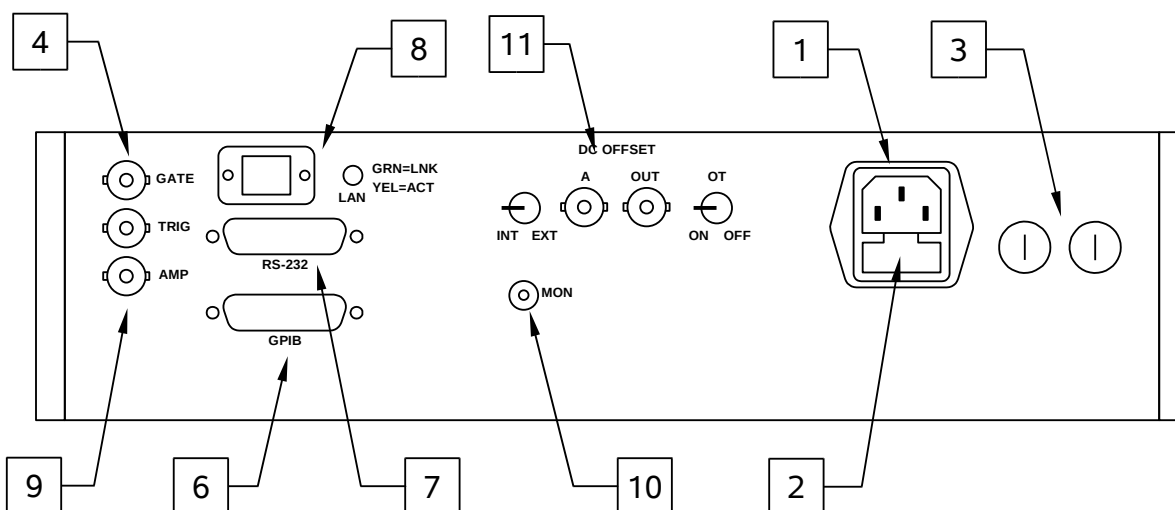 4
8
11
1
3
DC OFFSET
GATE
GRN=LNK
YEL=ACT
LAN
A
OUT
OT
TRIG
INT EXT
ON OFF
RS-232
AMP
MON
GPIB
9
6
7
10
2